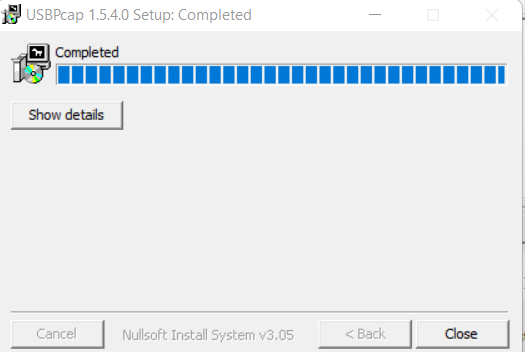 USBPcap 1.5.4.0 Setup: Completed
Completed
Show details
Cancel
Nullsoft Install System v3.05
< Back
Close